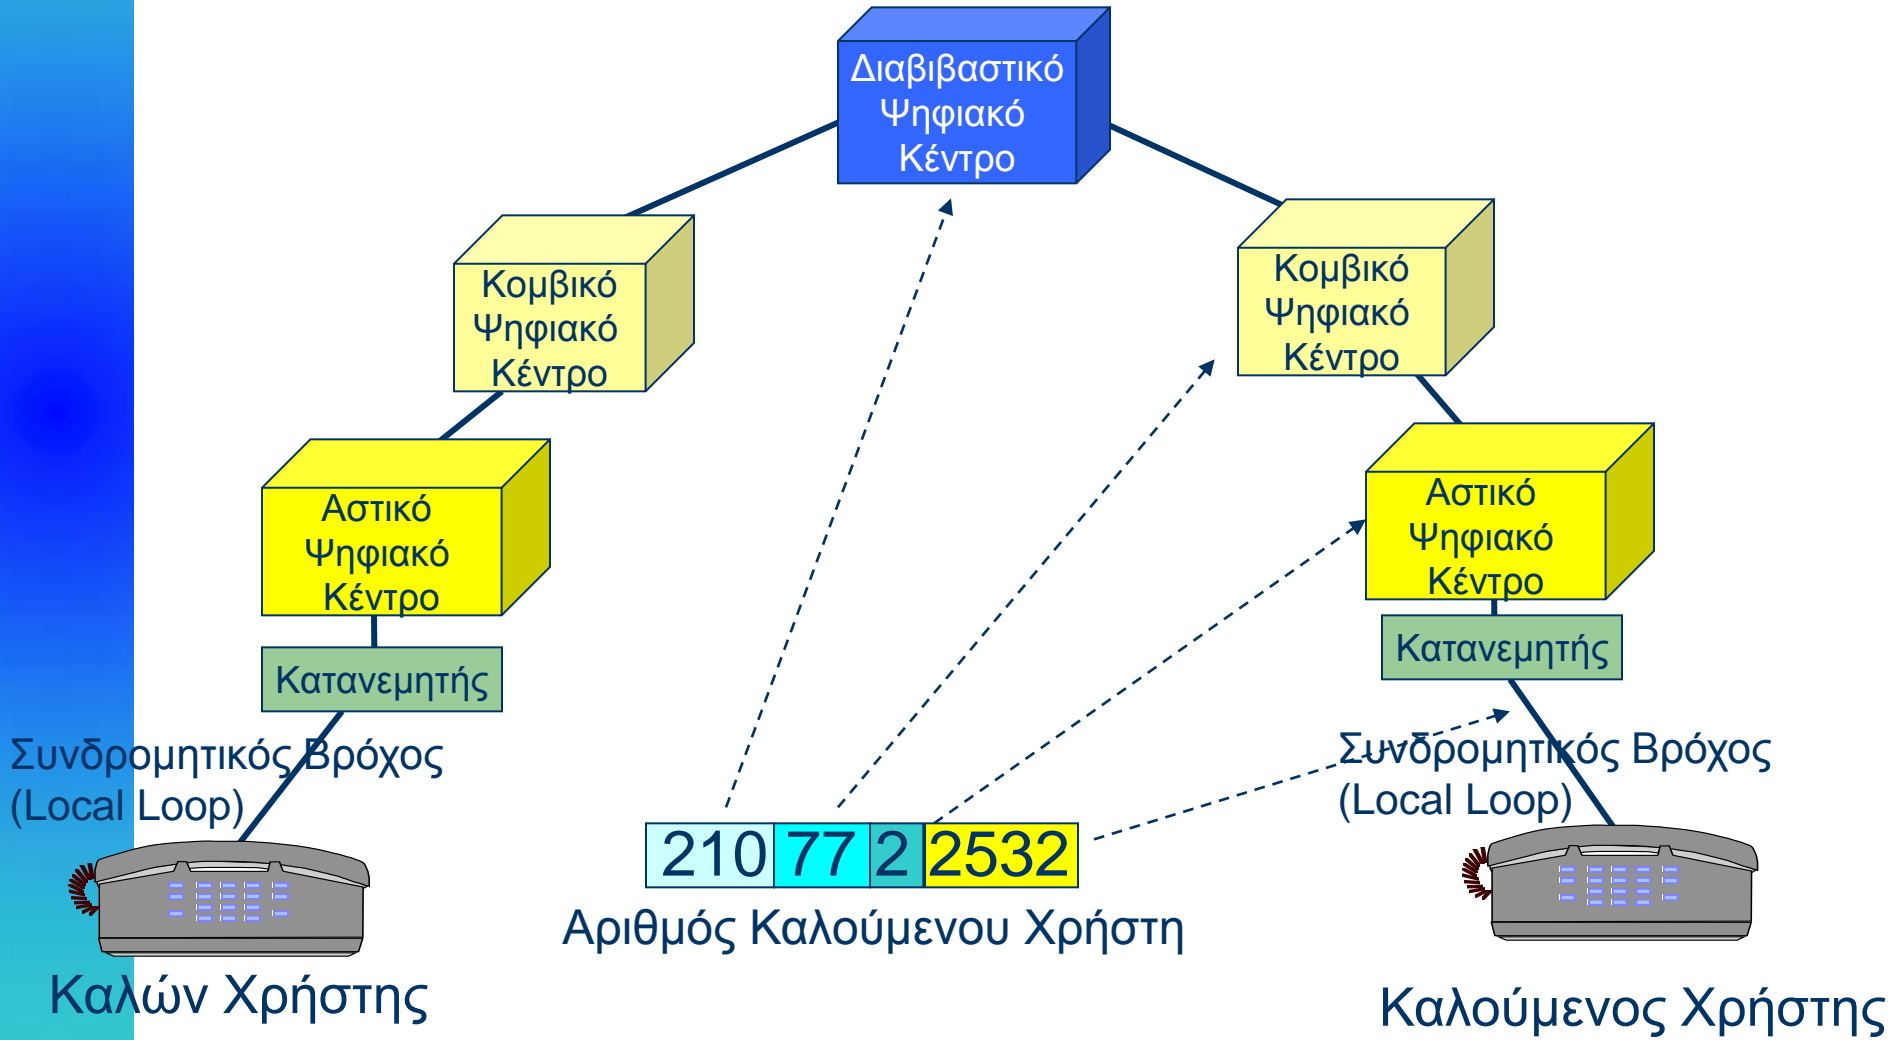 Διαβιβαστικό
Ψηφιακό
Κέντρο
Κομβικό
Ψηφιακό
Κέντρο
Κομβικό
Ψηφιακό
Κέντρο
Αστικό
Ψηφιακό
Κέντρο
Αστικό
Ψηφιακό
Κέντρο
Κατανεμητής
Κατανεμητής
Συνδρομητικός Βρόχος
(Local Loop)
Συνδρομητικός Βρόχος
(Local Loop)
210 77 2 2532
Αριθμός Καλούμενου Χρήστη
Καλών Χρήστης
Καλούμενος Χρήστης